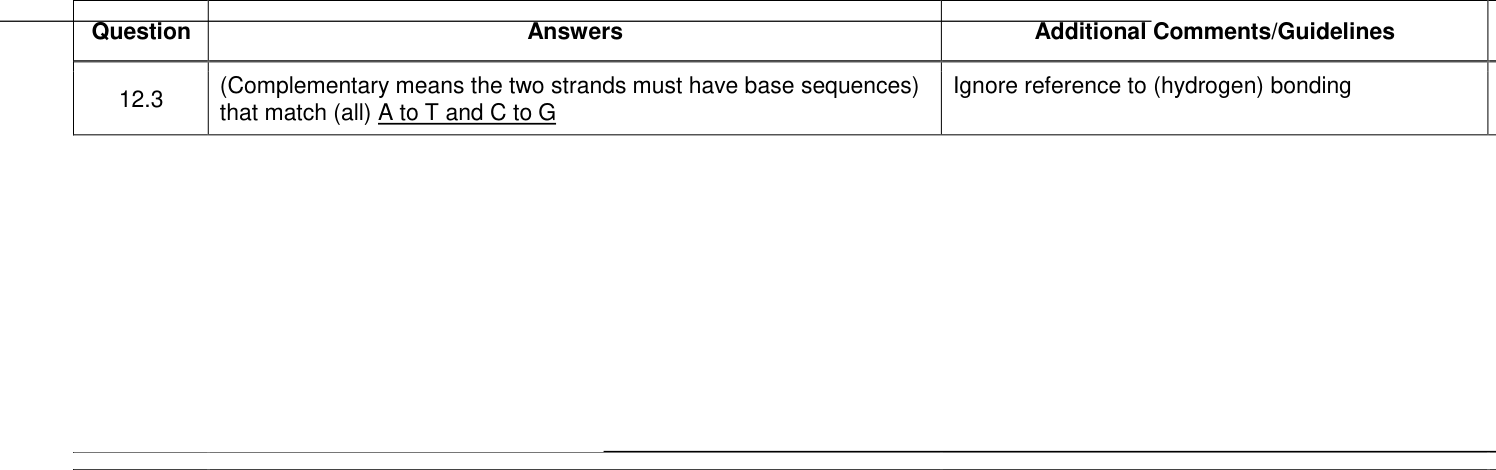 Question Answers Additional Comments/Guidelines
12.3
(Complementary means the two strands must have base sequences)
that match (all) A to T and C to G
Ignore reference to (hydrogen) bonding